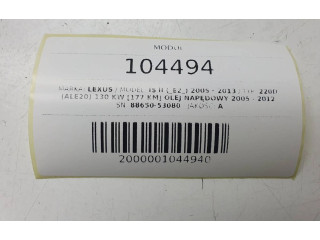 MODEL
104494
MARKA: LEXUS / MODEL: IS II (_E2_) 2005 - 2013 / TYP: 220D
(ALE20) 130 KW [177 KM] OLEJ NAPĘDOWY 2005 - 2012
SN: 88650-53080 JAKOŚĆ: A
2000001044940